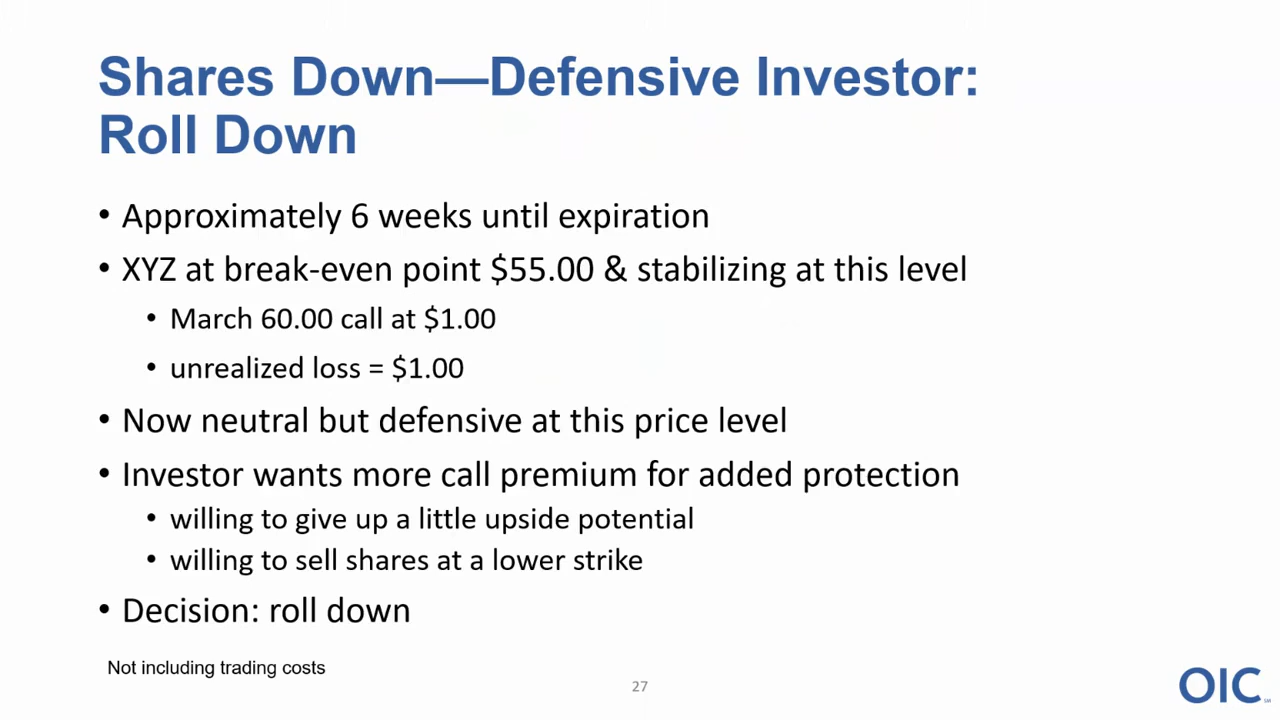 Shares Down—Defensive Investor:
Roll Down
• Approximately 6 weeks until expiration
• XYZ at break-even point $55.00 & stabilizing at this level
• March 60.00 call at $1.00
• unrealized loss = $1.00
• Now neutral but defensive at this price level
• Investor wants more call premium for added protection
• willing to give up a little upside potential
• willing to sell shares at a lower strike
• Decision: roll down
Not including trading costs
27
OIC℠